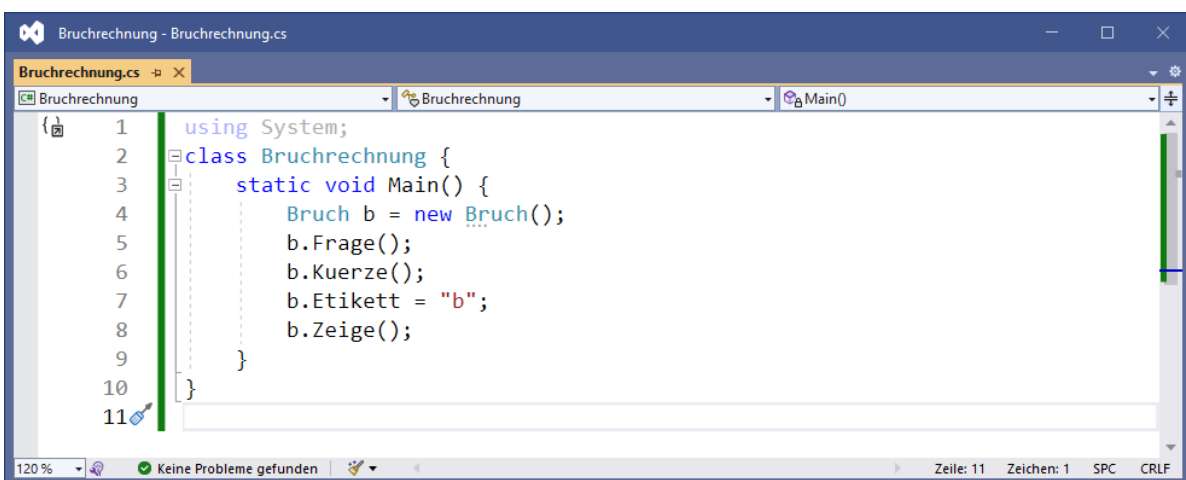 Bruchrechnung - Bruchrechnung.cs
Bruchrechnung.cs
C# Bruchrechnung Bruchrechnung Main()
1 using System;
2 class Bruchrechnung {
3 static void Main() {
4 Bruch b = new Bruch();
5 b.Frage();
6 b.Kuerze();
7 b.Etikett = "b";
8 b.Zeige();
9 }
10 }
11
120 % Keine Probleme gefunden Zeile: 11 Zeichen: 1 SPC CRLF